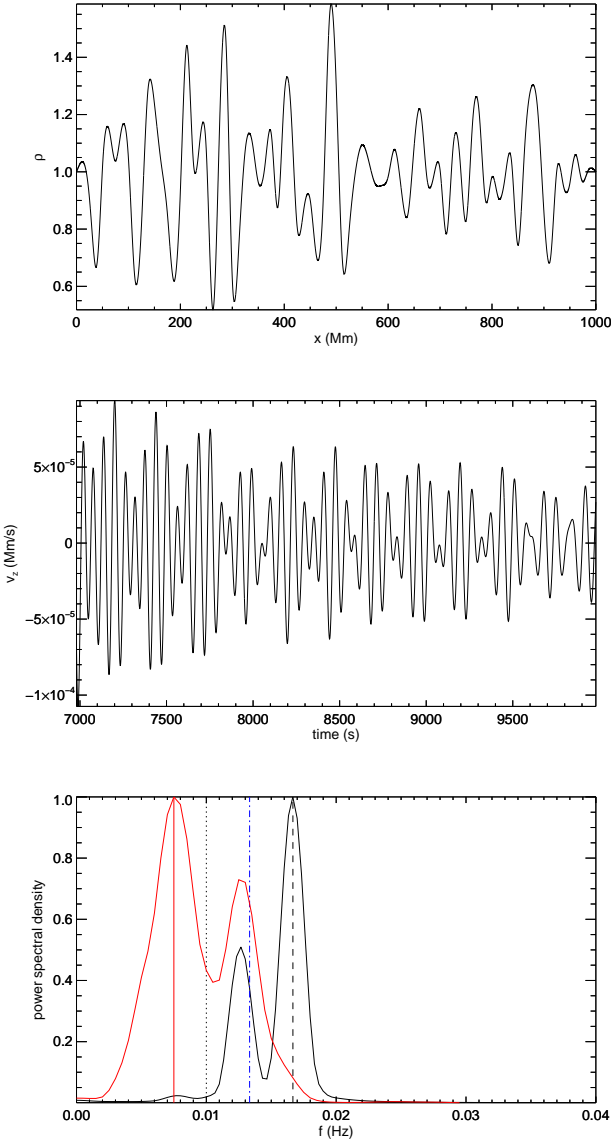 1.4
1.2
1.0
0.8
0.6
ρ
0 200 400 600 800 1000
x (Mm)
5×10⁻⁵
0
−5×10⁻⁵
−1×10⁻⁴
v_z (Mm/s)
7000 7500 8000 8500 9000 9500
time (s)
1.0
0.8
0.6
0.4
0.2
power spectral density
0.00 0.01 0.02 0.03 0.04
f (Hz)